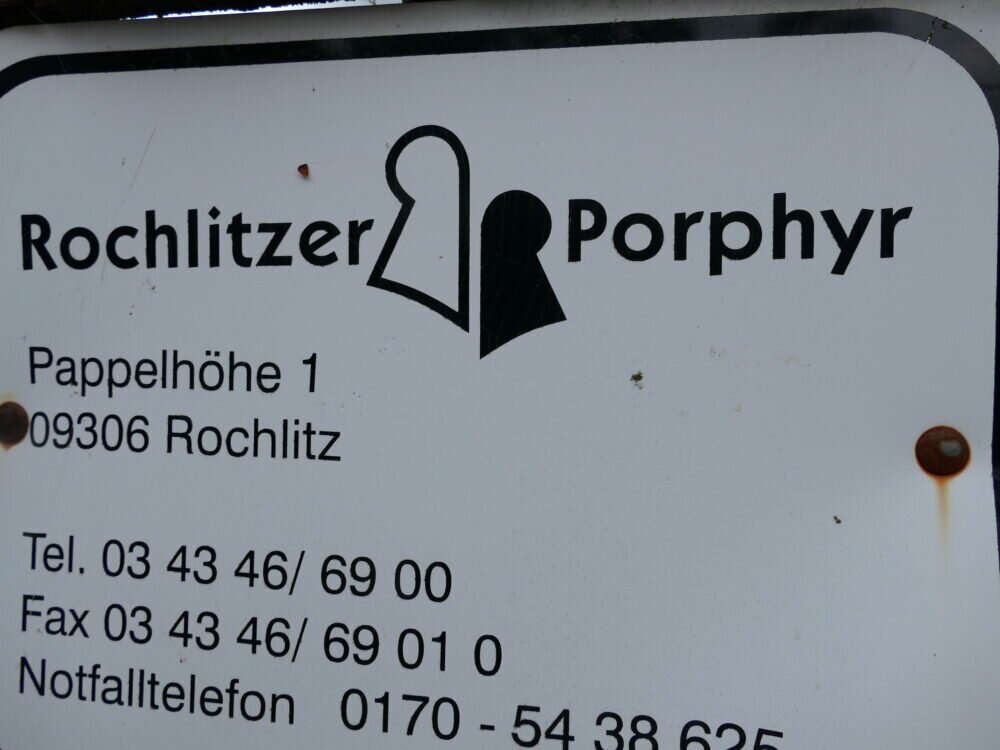 Rochlitzer Porphyr
Pappelhöhe 1
09306 Rochlitz
Tel. 03 43 46/ 69 00
Fax 03 43 46/ 69 01 0
Notfalltelefon 0170 - 54 38 625